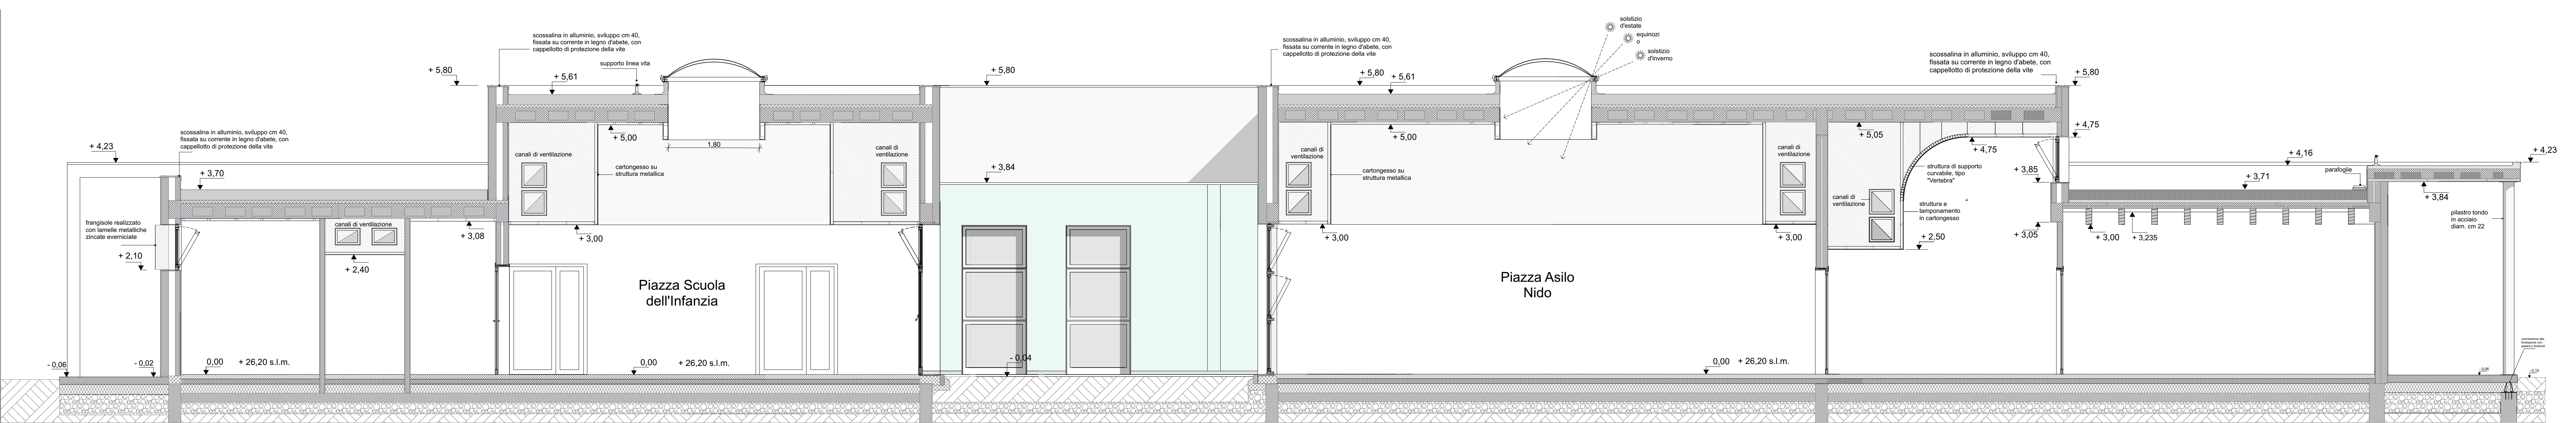 solstizio
d'estate
equinozi
o
solstizio
d'inverno
scossalina in alluminio, sviluppo cm 40,
fissata su corrente in legno d'abete, con
cappellotto di protezione della vite
supporto linea vita
scossalina in alluminio, sviluppo cm 40,
fissata su corrente in legno d'abete, con
cappellotto di protezione della vite
scossalina in alluminio, sviluppo cm 40,
fissata su corrente in legno d'abete, con
cappellotto di protezione della vite
+ 5,80
+ 5,61
+ 5,80
+ 5,80
+ 5,61
+ 5,80
scossalina in alluminio, sviluppo cm 40,
fissata su corrente in legno d'abete, con
cappellotto di protezione della vite
+ 4,23
+ 5,00
1,80
+ 5,00
+ 5,05
+ 4,75
+ 4,75
+ 4,16
+ 4,23
canali di ventilazione
canali di
ventilazione
canali di
ventilazione
canali di
ventilazione
cartongesso su
struttura metallica
cartongesso su
struttura metallica
struttura di supporto
curvabile, tipo
"Vertebra"
+ 3,70
+ 3,84
+ 3,85
+ 3,71
parafoglie
+ 3,84
canali di
ventilazione
struttura e
tamponamento
in cartongesso
pilastro tondo
in acciaio
diam. cm 22
frangisole realizzato
con lamelle metalliche
zincate everniciate
canali di ventilazione
+ 3,08
+ 3,00
+ 3,00
+ 3,00
+ 2,50
+ 3,05
+ 3,00
+ 3,235
+ 2,10
+ 2,40
Piazza Scuola
dell'Infanzia
Piazza Asilo
Nido
- 0,06
- 0,02
0,00
+ 26,20 s.l.m.
0,00
+ 26,20 s.l.m.
- 0,04
0,00
+ 26,20 s.l.m.